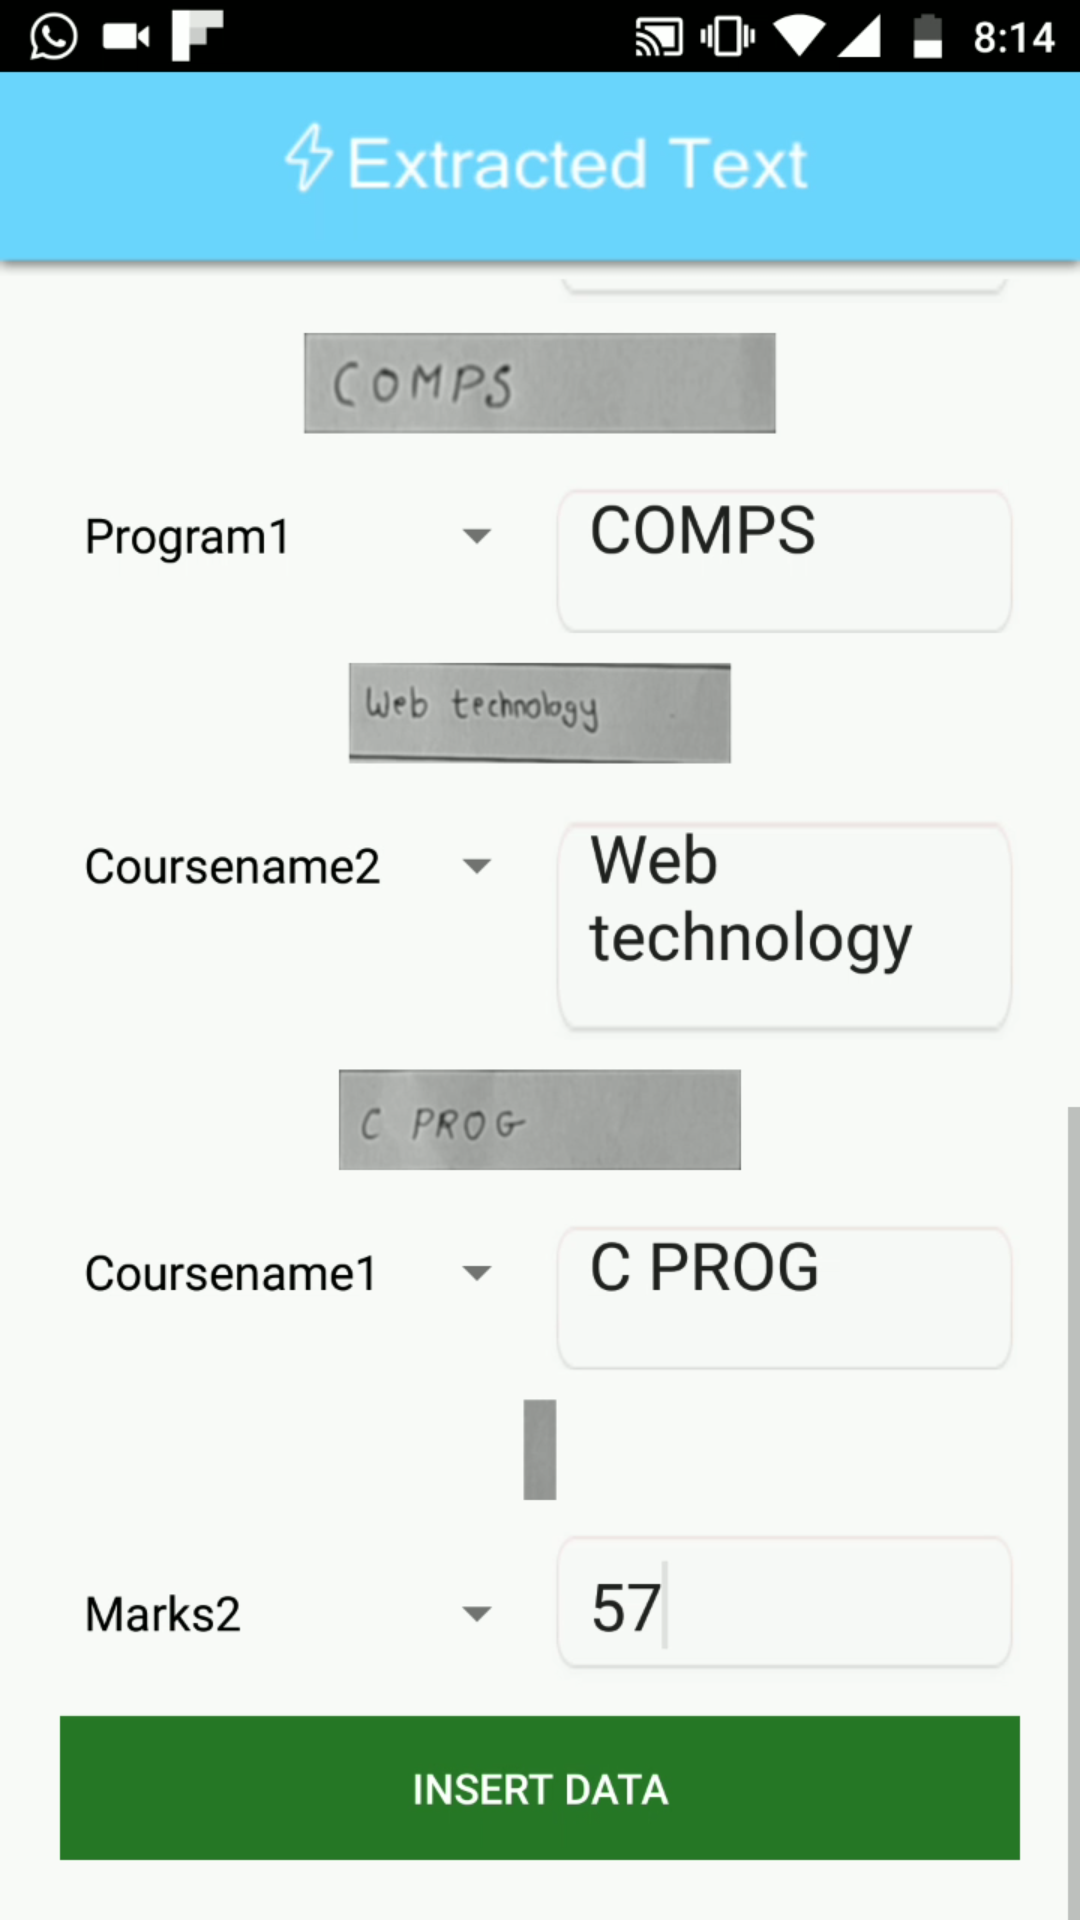 8:14
Extracted Text
COMPS
Program1
COMPS
Web technology
Coursename2
Web
technology
C PROG
Coursename1
C PROG
Marks2
57
INSERT DATA